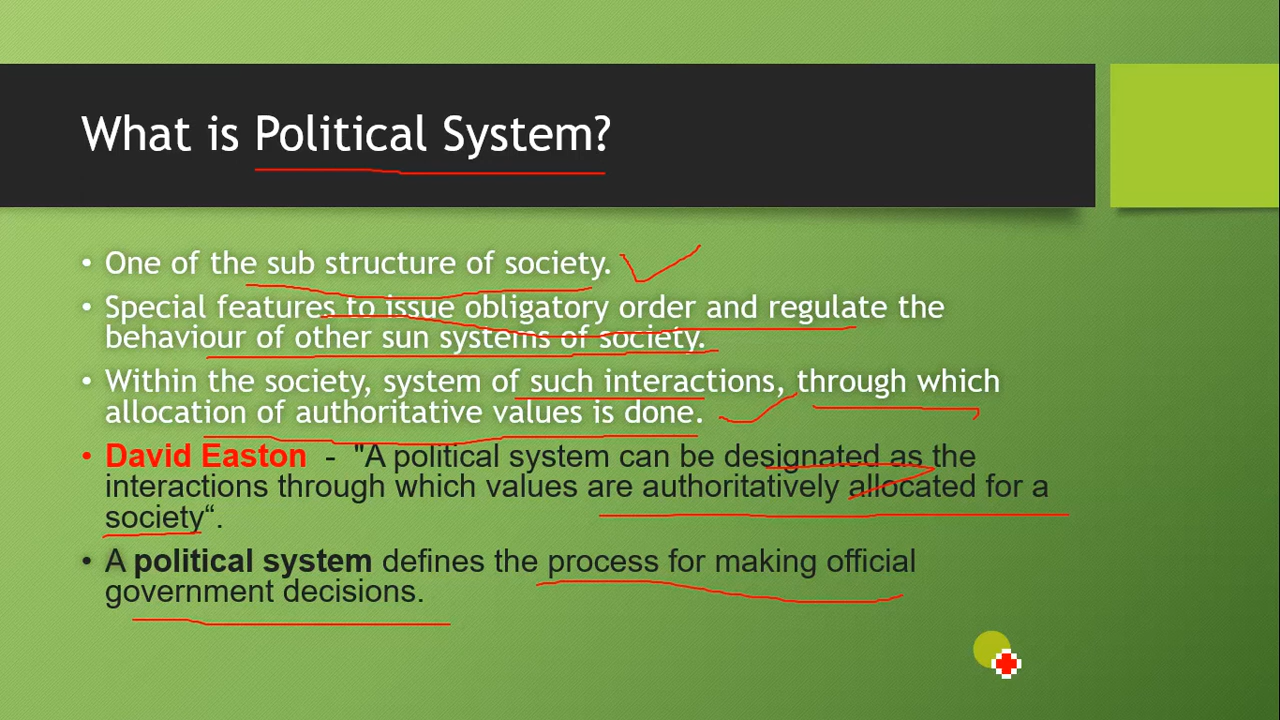 What is Political System?
• One of the sub structure of society.
• Special features to issue obligatory order and regulate the
behaviour of other sun systems of society.
• Within the society, system of such interactions, through which
allocation of authoritative values is done.
• David Easton - "A political system can be designated as the
interactions through which values are authoritatively allocated for a
society“.
• A political system defines the process for making official
government decisions.